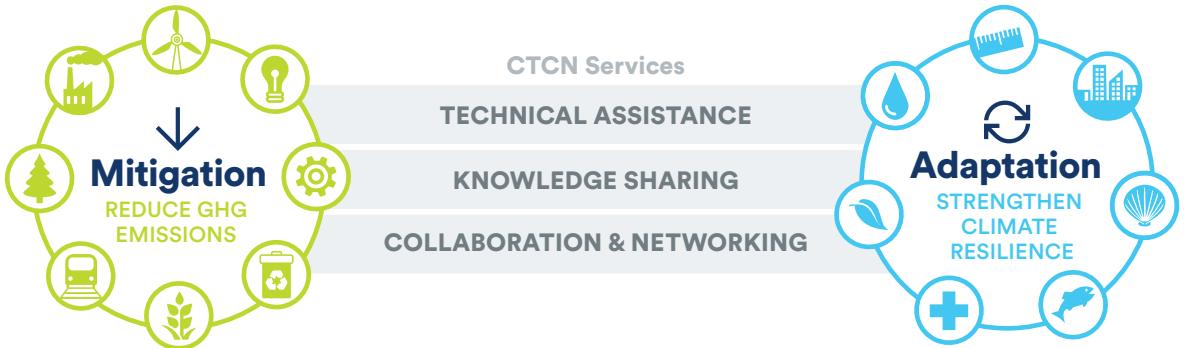 CTCN Services
TECHNICAL ASSISTANCE
KNOWLEDGE SHARING
COLLABORATION & NETWORKING
Mitigation
REDUCE GHG
EMISSIONS
Adaptation
STRENGTHEN
CLIMATE
RESILIENCE